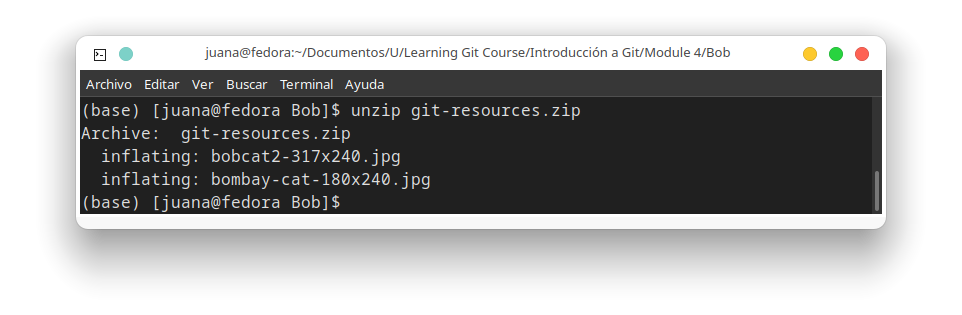 juana@fedora:~/Documentos/U/Learning Git Course/Introducción a Git/Module 4/Bob
Archivo Editar Ver Buscar Terminal Ayuda
(base) [juana@fedora Bob]$ unzip git-resources.zip
Archive:  git-resources.zip
  inflating: bobcat2-317x240.jpg
  inflating: bombay-cat-180x240.jpg
(base) [juana@fedora Bob]$